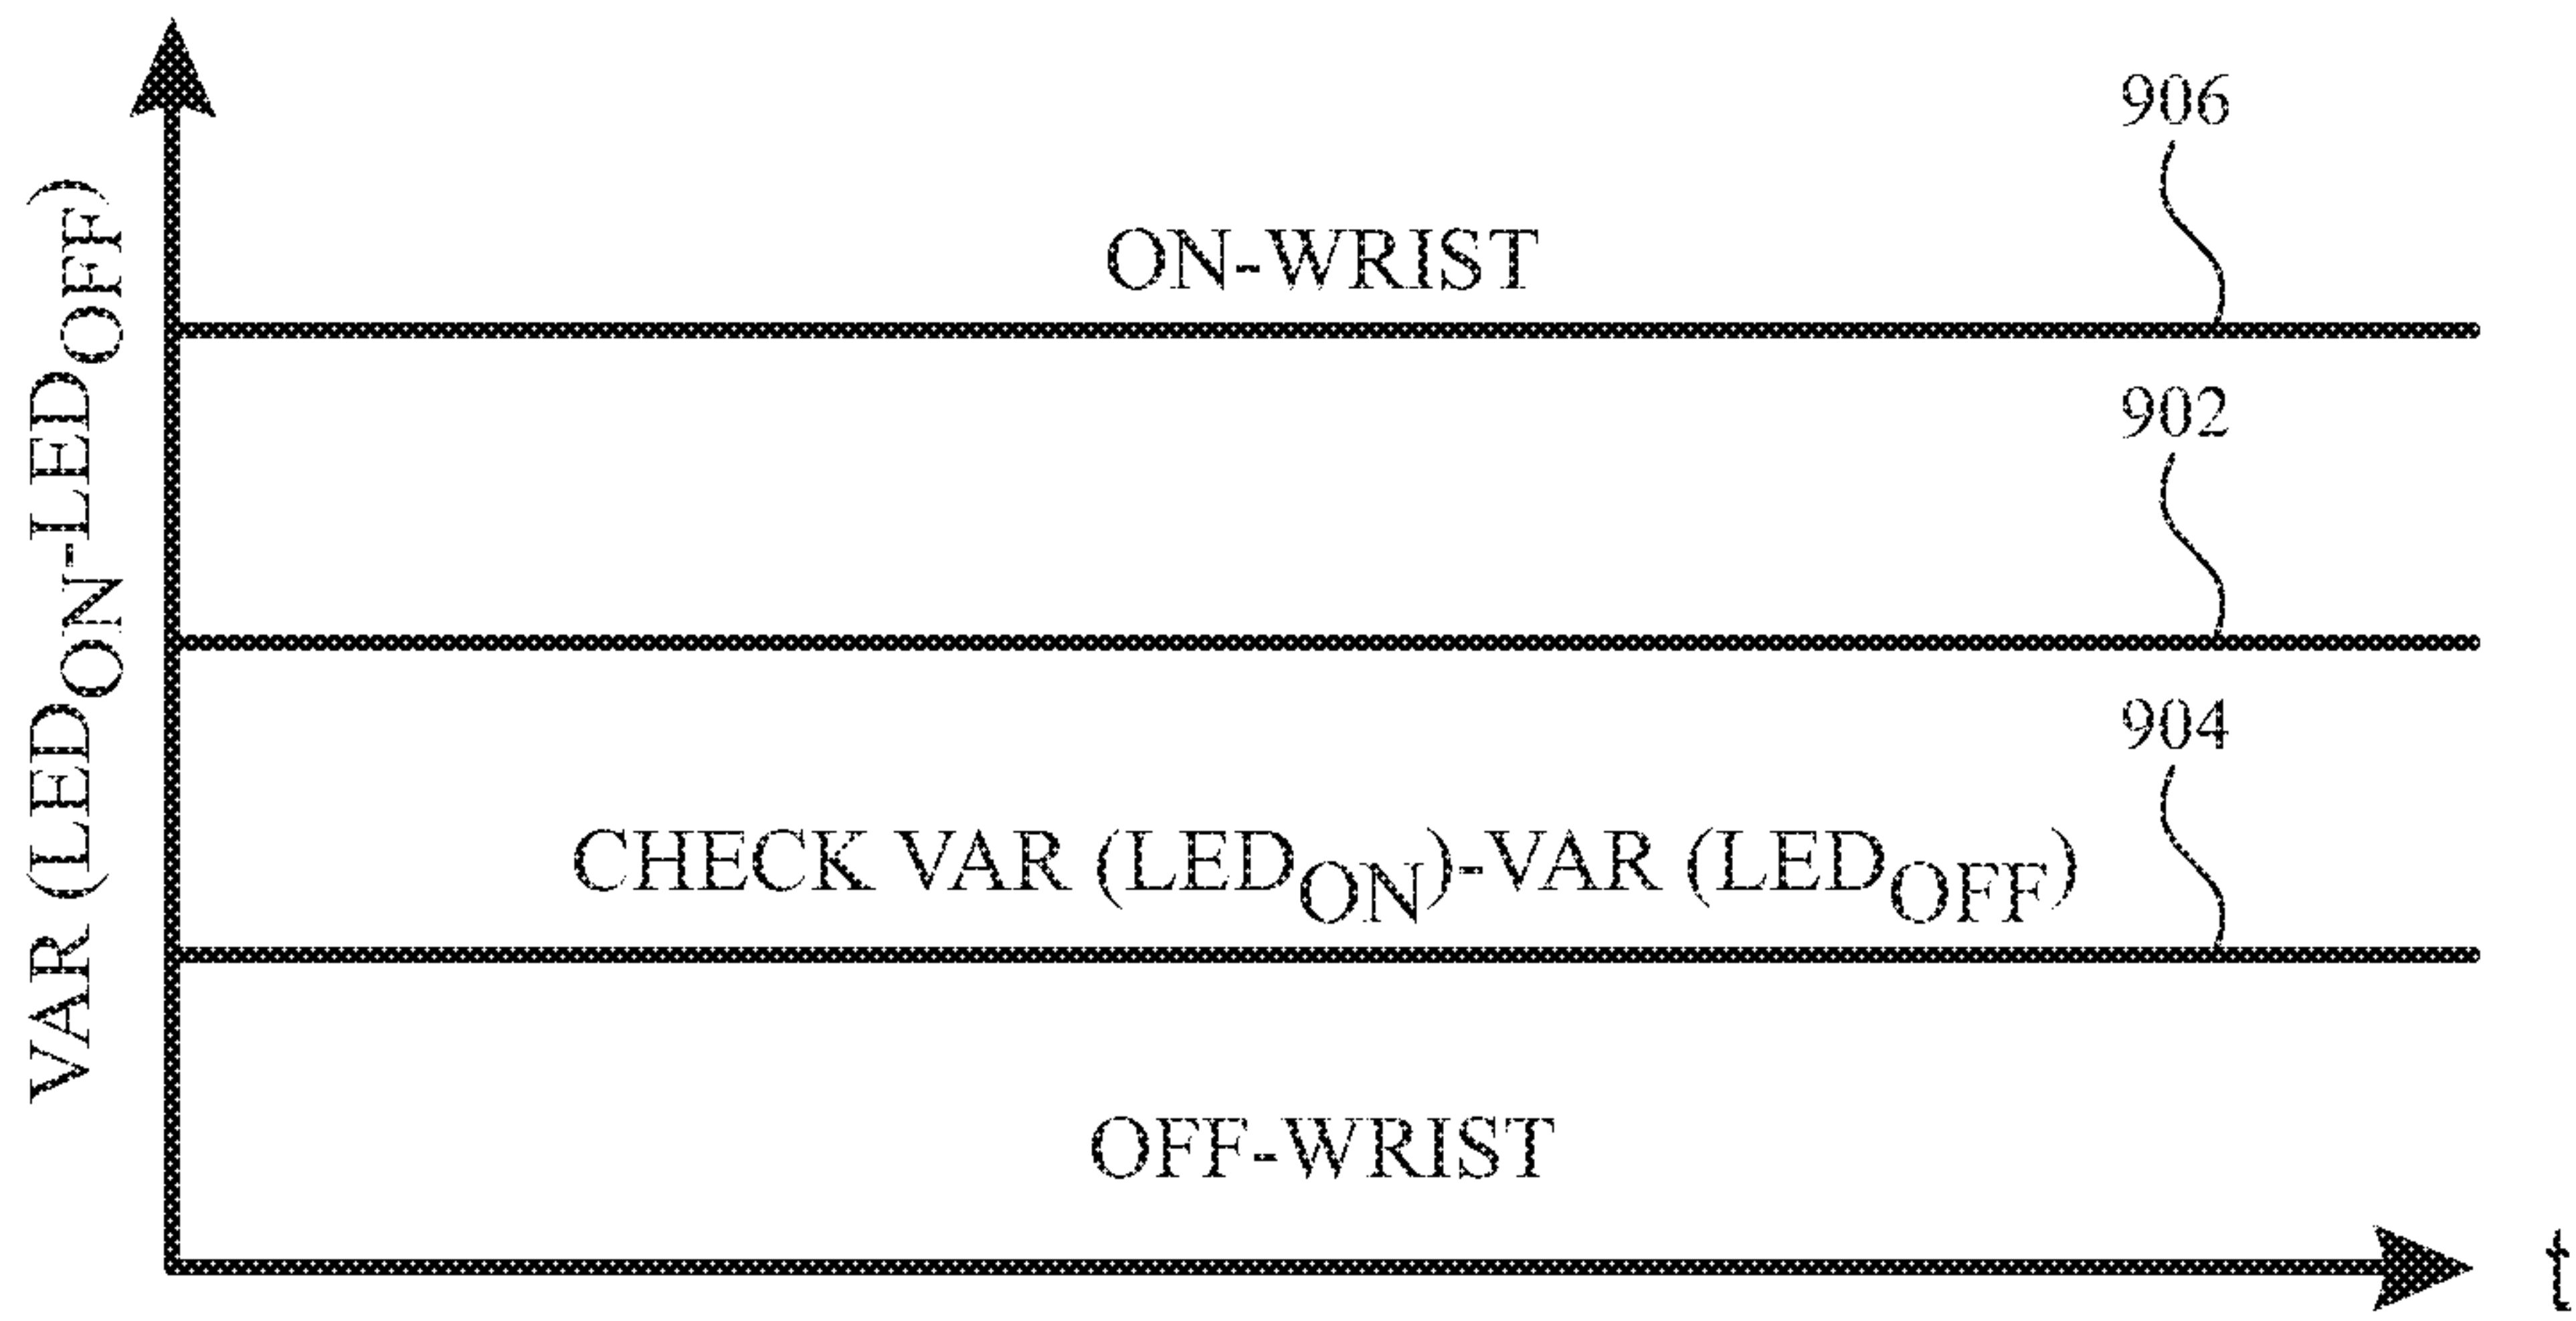 906
ON-WRIST
902
VAR (LEDON-LEDOFF)
904
CHECK VAR (LEDON)-VAR (LEDOFF)
OFF-WRIST
t